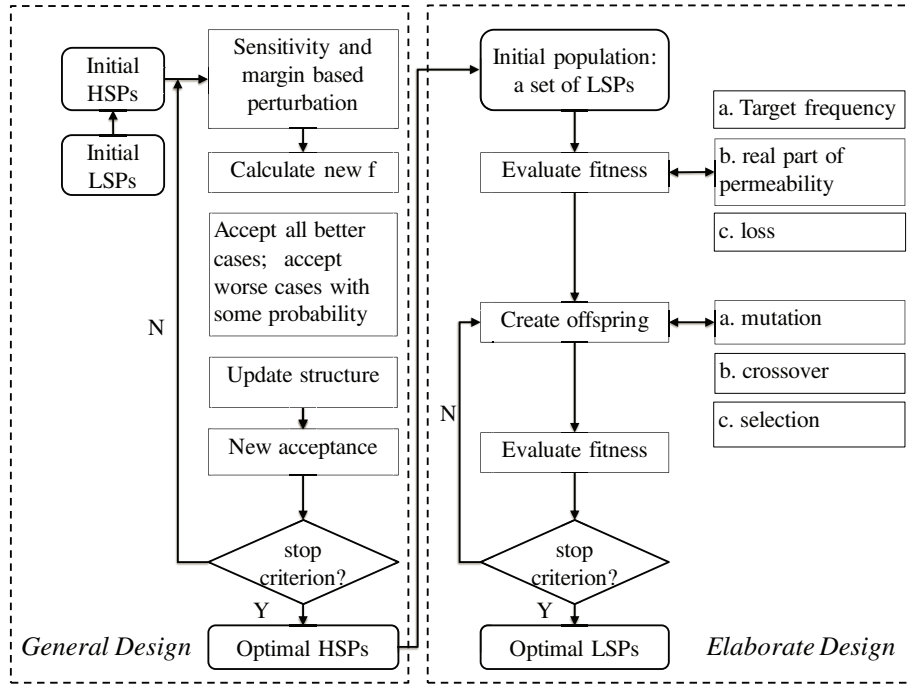 Initial
HSPs
Initial
LSPs
Sensitivity and
margin based
perturbation
Calculate new f
Accept all better
cases; accept
worse cases with
some probability
N
Update structure
New acceptance
stop
criterion?
Y
General Design
Optimal HSPs
Initial population:
a set of LSPs
a. Target frequency
Evaluate fitness
b. real part of
permeability
c. loss
Create offspring
a. mutation
b. crossover
N
c. selection
Evaluate fitness
stop
criterion?
Y
Optimal LSPs
Elaborate Design